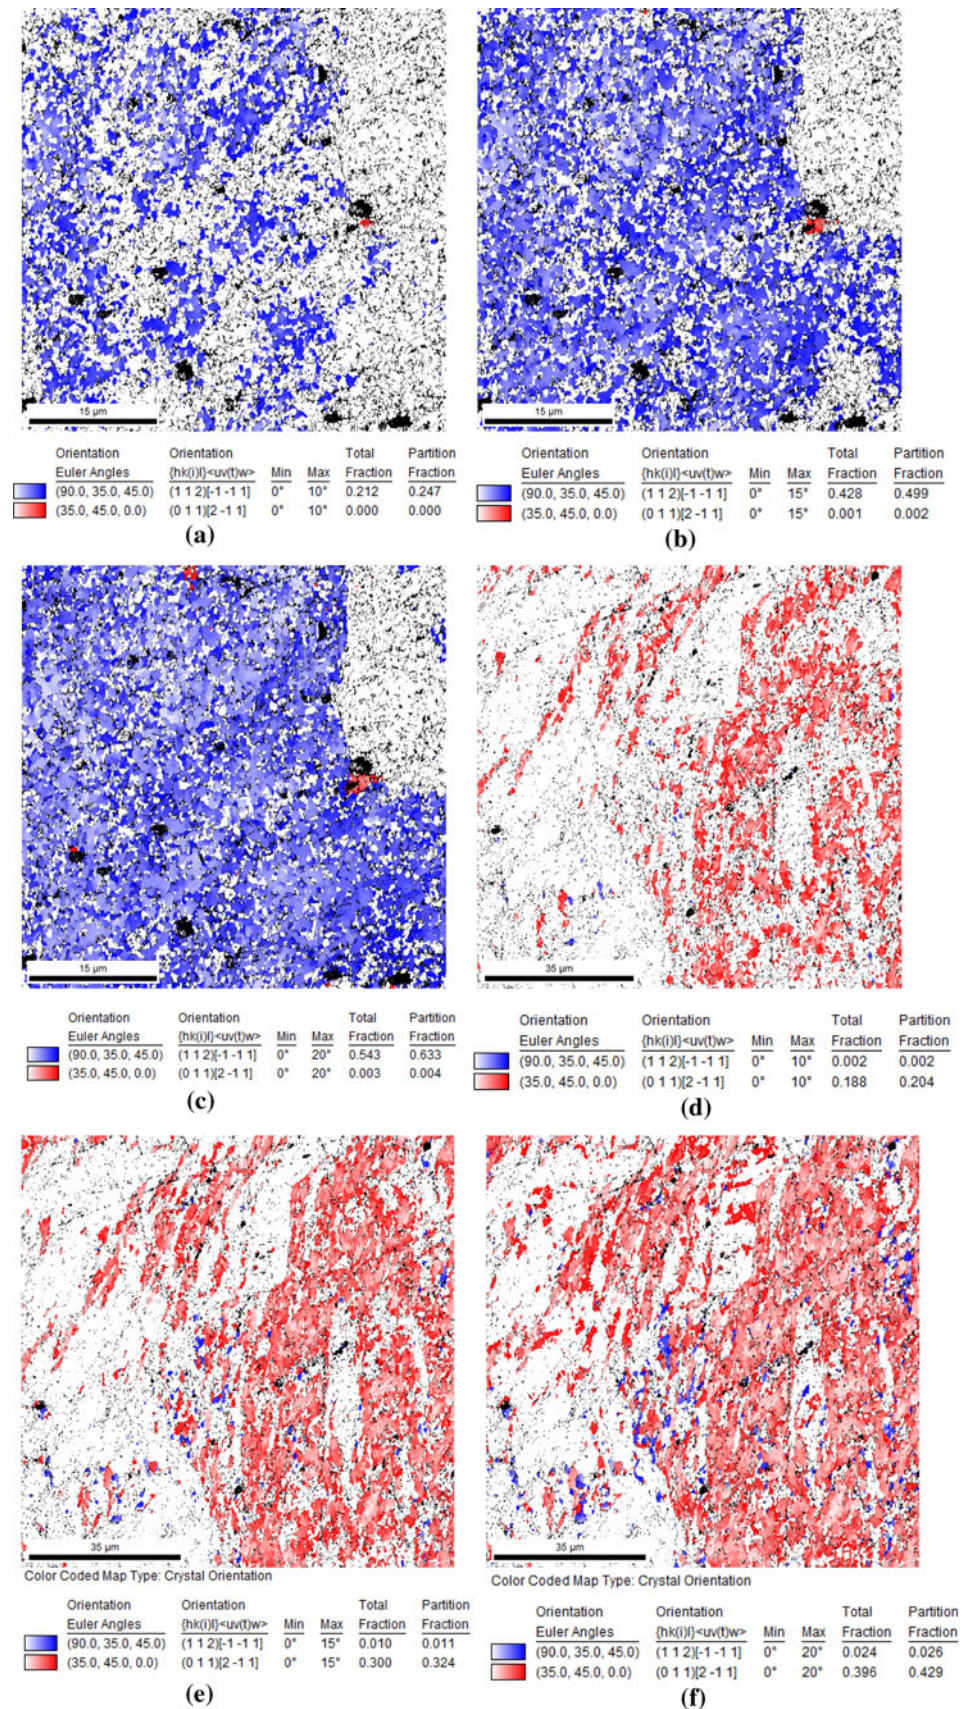 15 µm
15 µm
Orientation Orientation Total Partition
Euler Angles {hk(i)l}<uv(t)w> Min Max Fraction Fraction
(90.0, 35.0, 45.0) (1 1 2)[-1 -1 1] 0° 10° 0.212 0.247
(35.0, 45.0, 0.0) (0 1 1)[2 -1 1] 0° 10° 0.000 0.000
(a)
Orientation Orientation Total Partition
Euler Angles {hk(i)l}<uv(t)w> Min Max Fraction Fraction
(90.0, 35.0, 45.0) (1 1 2)[-1 -1 1] 0° 15° 0.428 0.499
(35.0, 45.0, 0.0) (0 1 1)[2 -1 1] 0° 15° 0.001 0.002
(b)
15 µm
35 µm
Orientation Orientation Total Partition
Euler Angles {hk(i)l}<uv(t)w> Min Max Fraction Fraction
(90.0, 35.0, 45.0) (1 1 2)[-1 -1 1] 0° 20° 0.543 0.633
(35.0, 45.0, 0.0) (0 1 1)[2 -1 1] 0° 20° 0.003 0.004
(c)
Orientation Orientation Total Partition
Euler Angles {hk(i)l}<uv(t)w> Min Max Fraction Fraction
(90.0, 35.0, 45.0) (1 1 2)[-1 -1 1] 0° 10° 0.002 0.002
(35.0, 45.0, 0.0) (0 1 1)[2 -1 1] 0° 10° 0.188 0.204
(d)
35 µm
35 µm
Color Coded Map Type: Crystal Orientation
Orientation Orientation Total Partition
Euler Angles {hk(i)l}<uv(t)w> Min Max Fraction Fraction
(90.0, 35.0, 45.0) (1 1 2)[-1 -1 1] 0° 15° 0.010 0.011
(35.0, 45.0, 0.0) (0 1 1)[2 -1 1] 0° 15° 0.300 0.324
(e)
Color Coded Map Type: Crystal Orientation
Orientation Orientation Total Partition
Euler Angles {hk(i)l}<uv(t)w> Min Max Fraction Fraction
(90.0, 35.0, 45.0) (1 1 2)[-1 -1 1] 0° 20° 0.024 0.026
(35.0, 45.0, 0.0) (0 1 1)[2 -1 1] 0° 20° 0.396 0.429
(f)